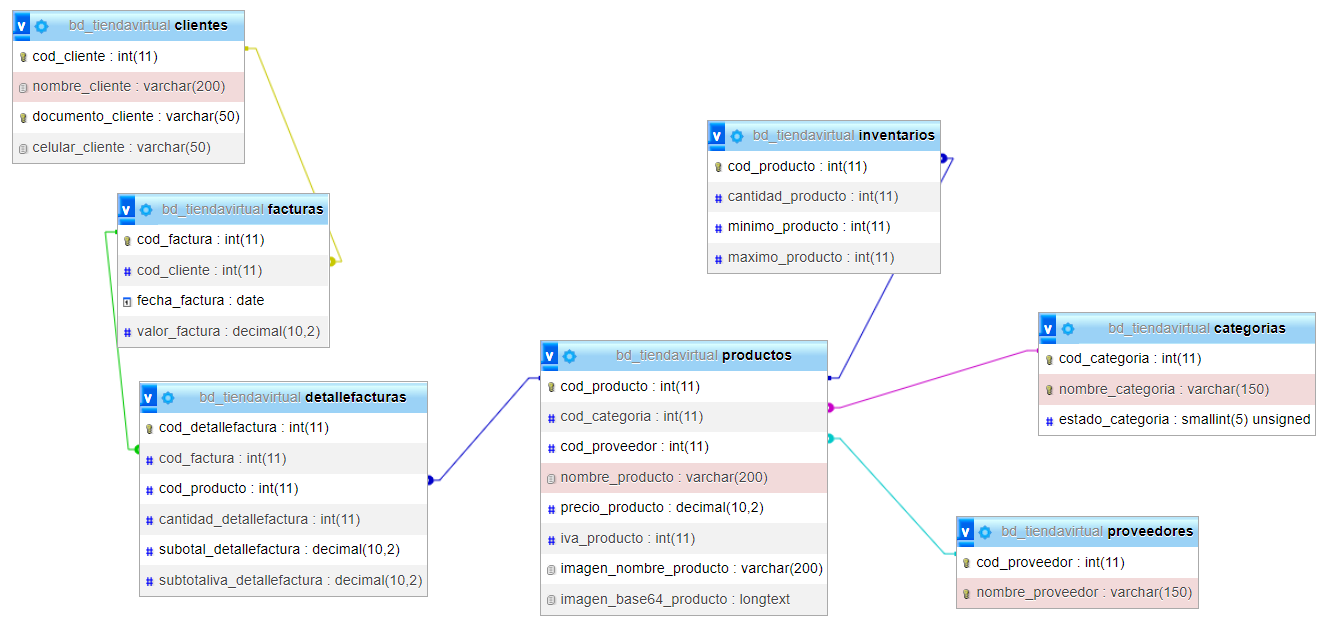 v bd_tiendavirtual clientes
cod_cliente : int(11)
nombre_cliente : varchar(200)
documento_cliente : varchar(50)
celular_cliente : varchar(50)
v bd_tiendavirtual facturas
cod_factura : int(11)
# cod_cliente : int(11)
fecha_factura : date
# valor_factura : decimal(10,2)
v bd_tiendavirtual detallefacturas
cod_detallefactura : int(11)
# cod_factura : int(11)
# cod_producto : int(11)
# cantidad_detallefactura : int(11)
# subotal_detallefactura : decimal(10,2)
# subtotaliva_detallefactura : decimal(10,2)
v bd_tiendavirtual productos
cod_producto : int(11)
# cod_categoria : int(11)
# cod_proveedor : int(11)
nombre_producto : varchar(200)
# precio_producto : decimal(10,2)
# iva_producto : int(11)
imagen_nombre_producto : varchar(200)
imagen_base64_producto : longtext
v bd_tiendavirtual inventarios
cod_producto : int(11)
# cantidad_producto : int(11)
# minimo_producto : int(11)
# maximo_producto : int(11)
v bd_tiendavirtual categorias
cod_categoria : int(11)
nombre_categoria : varchar(150)
# estado_categoria : smallint(5) unsigned
v bd_tiendavirtual proveedores
cod_proveedor : int(11)
nombre_proveedor : varchar(150)